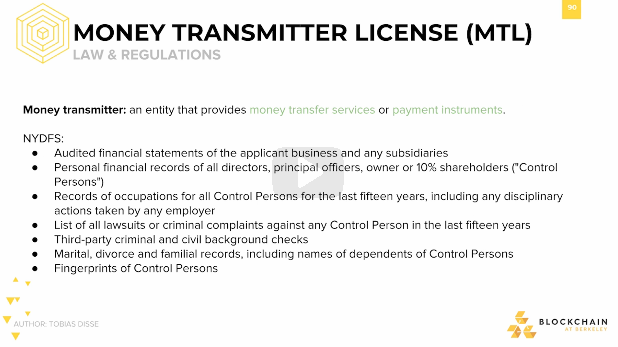 90
MONEY TRANSMITTER LICENSE (MTL)
LAW & REGULATIONS
Money transmitter: an entity that provides money transfer services or payment instruments.
NYDFS:
● Audited financial statements of the applicant business and any subsidiaries
● Personal financial records of all directors, principal officers, owner or 10% shareholders ("Control
Persons")
● Records of occupations for all Control Persons for the last fifteen years, including any disciplinary
actions taken by any employer
● List of all lawsuits or criminal complaints against any Control Person in the last fifteen years
● Third-party criminal and civil background checks
● Marital, divorce and familial records, including names of dependents of Control Persons
● Fingerprints of Control Persons
AUTHOR: TOBIAS DISSE
BLOCKCHAIN
AT BERKELEY